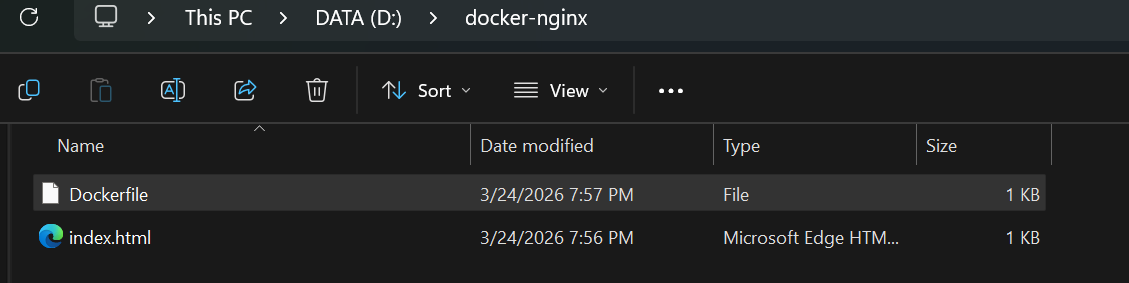 This PC > DATA (D:) > docker-nginx
Sort View
Name Date modified Type Size
Dockerfile 3/24/2026 7:57 PM File 1 KB
index.html 3/24/2026 7:56 PM Microsoft Edge HTM... 1 KB